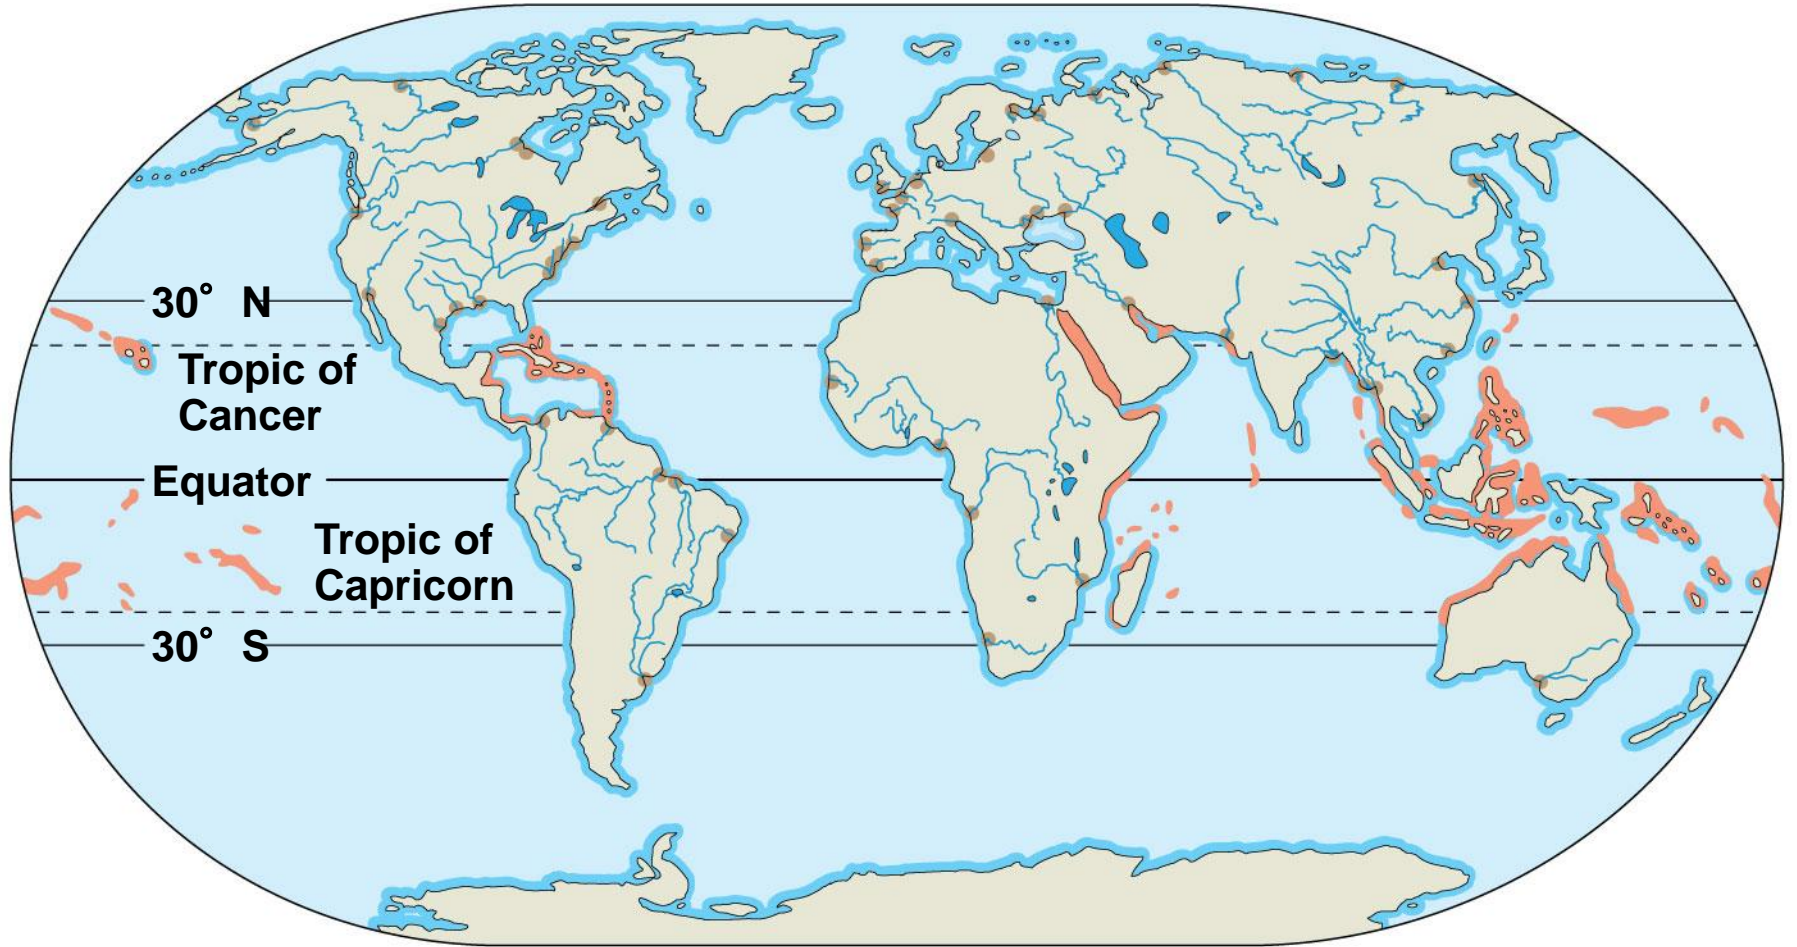 30° N
Tropic of
Cancer
Equator
Tropic of
Capricorn
30° S